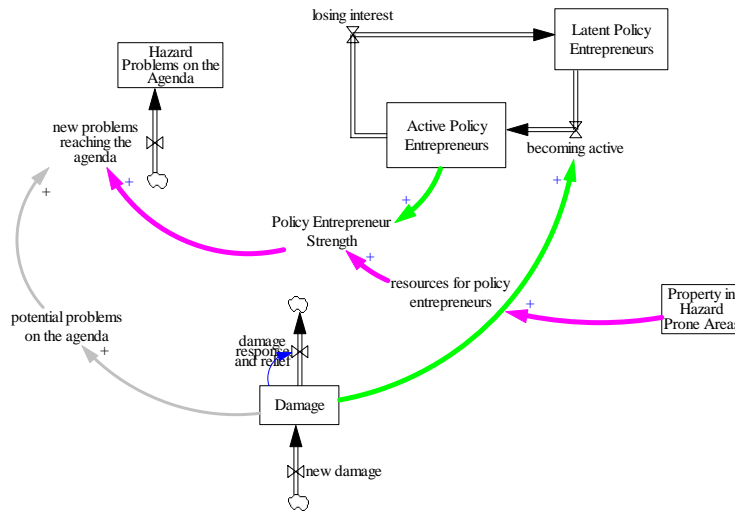 losing interest
Latent Policy
Entrepreneurs
Hazard
Problems on the
Agenda
new problems
reaching the
agenda
Active Policy
Entrepreneurs
becoming active
+
+
+
+
Policy Entrepreneur
Strength
+
resources for policy
entrepreneurs
+
Property in
Hazard
Prone Areas
potential problems
on the agenda
+
damage
response
and relief
Damage
new damage